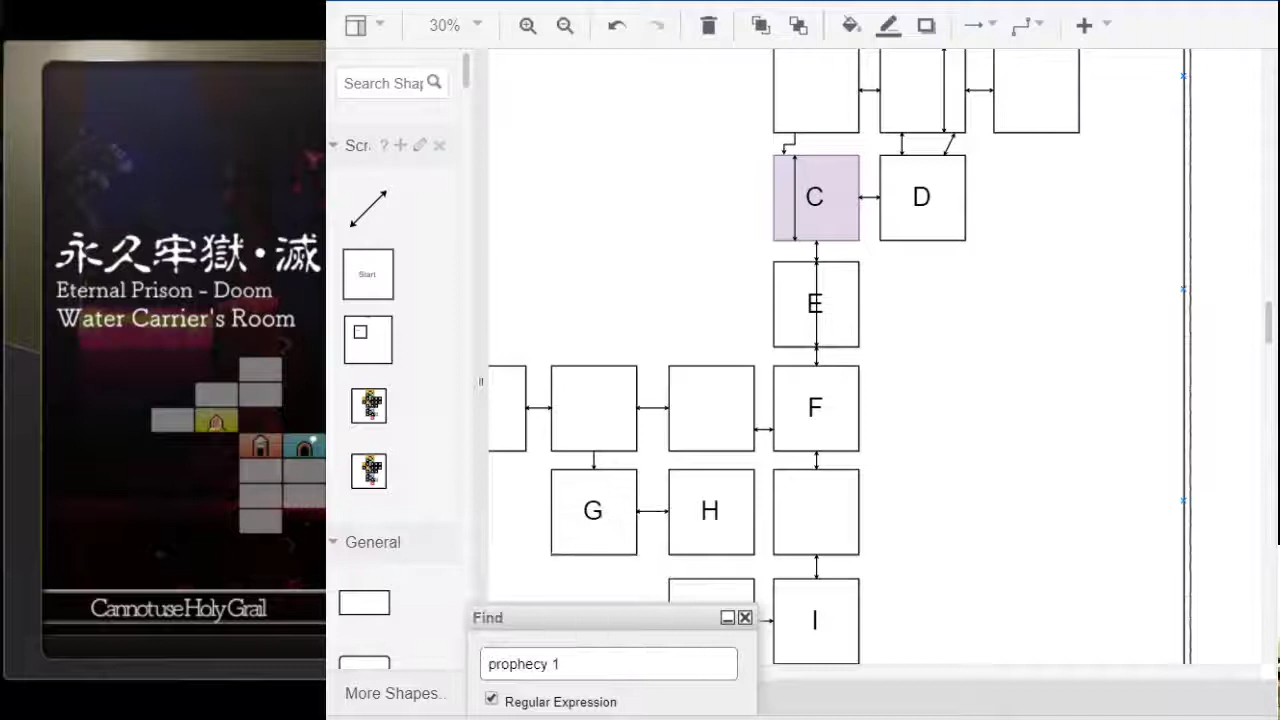 30%
Search Shap
Scr.
Start
General
More Shapes..
永久牢獄・滅
Eternal Prison - Doom
Water Carrier's Room
Cannot use Holy Grail
C
D
E
F
G
H
I
Find
prophecy 1
Regular Expression